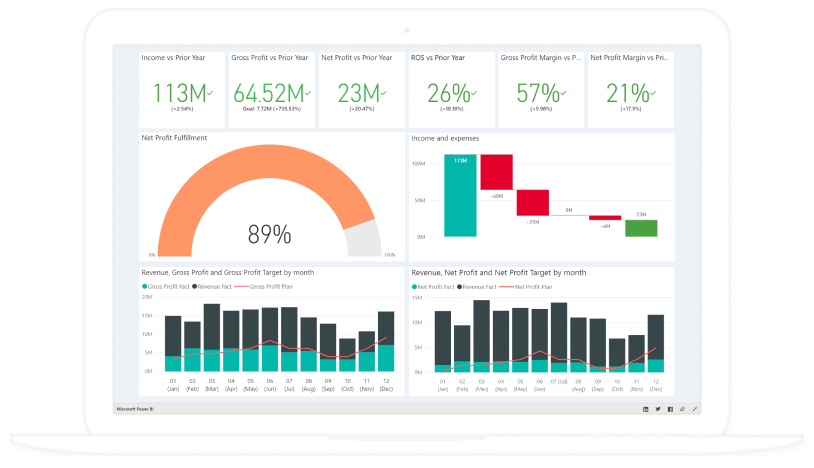 Income vs Prior Year
113M
(+2.54%)
Gross Profit vs Prior Year
64.52M
Goal: 7.72M (+735.53%)
Net Profit vs Prior Year
23M
(+20.47%)
ROS vs Prior Year
26%
(+18.18%)
Gross Profit Margin vs P...
57%
(+5.98%)
Net Profit Margin vs Pri...
21%
(+17.5%)
Net Profit Fulfillment
89%
0%
100%
Income and expenses
100M
50M
0M
113M
-48M
-35M
0M
-6M
23M
Revenue, Gross Profit and Gross Profit Target by month
Gross Profit Fact Revenue Fact Gross Profit Plan
20M
15M
10M
5M
0M
01 02 03 04 05 06 07 08 09 10 11 12
(Jan) (Feb) (Mar) (Apr) (May) (Jun) (Jul) (Aug) (Sep) (Oct) (Nov) (Dec)
Revenue, Net Profit and Net Profit Target by month
Net Profit Fact Revenue Fact Net Profit Plan
15M
10M
5M
0M
01 02 03 04 05 06 07 (Jul) 08 09 10 11 12
(Jan) (Feb) (Mar) (Apr) (May) (Jun) (Aug) (Sep) (Oct) (Nov) (Dec)
Microsoft Power BI